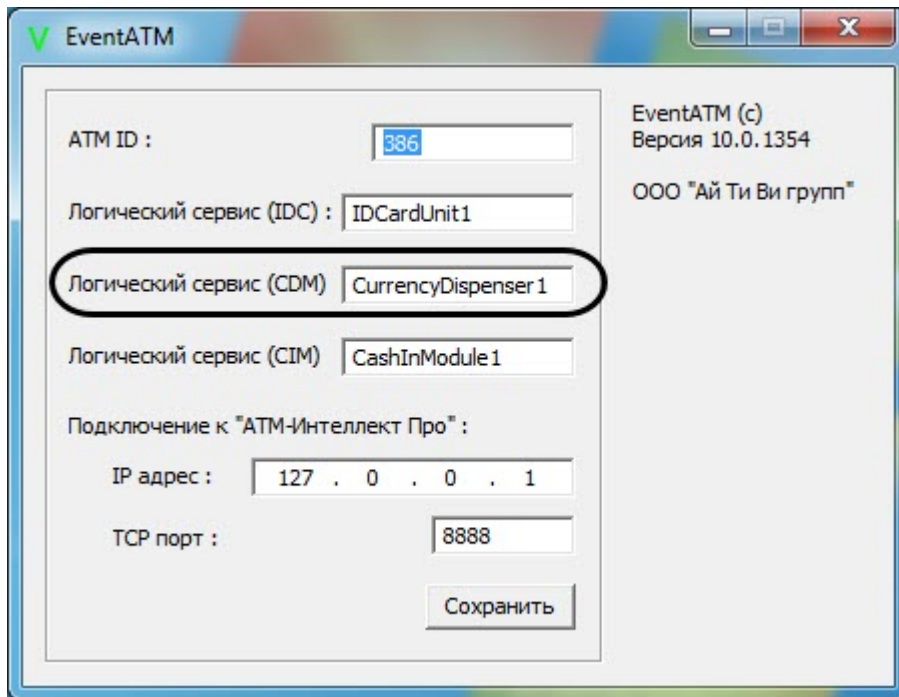 EventATM
ATM ID :
386
Логический сервис (IDC) :
IDCardUnit1
Логический сервис (CDM)
CurrencyDispenser1
Логический сервис (CIM)
CashInModule1
Подключение к "ATM-Интеллект Про" :
IP адрес :
127 . 0 . 0 . 1
TCP порт :
8888
Сохранить
EventATM (c)
Версия 10.0.1354
ООО "Ай Ти Ви групп"